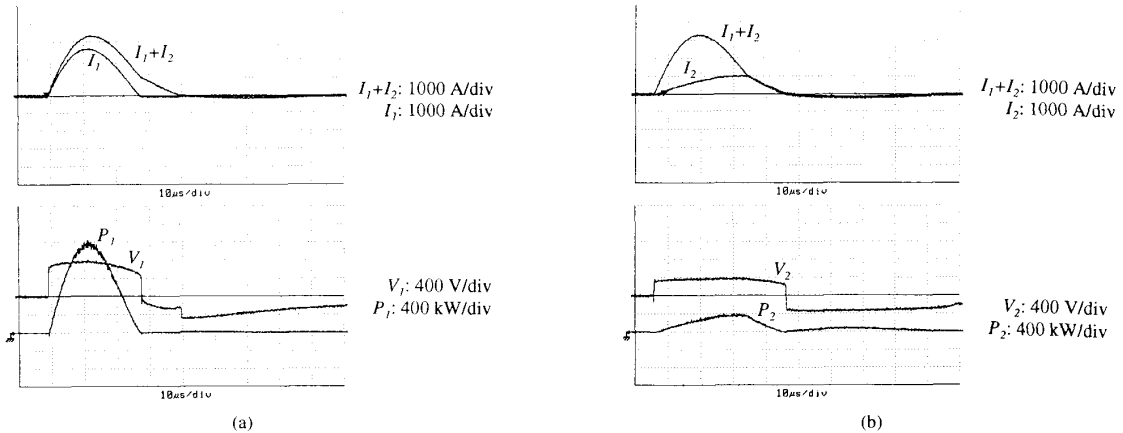 I₁+I₂
I₁
I₁+I₂: 1000 A/div
I₁: 1000 A/div
10µs/div
P₁
V₁
V₁: 400 V/div
P₁: 400 kW/div
10µs/div
(a)
I₁+I₂
I₂
I₁+I₂: 1000 A/div
I₂: 1000 A/div
10µs/div
V₂
P₂
V₂: 400 V/div
P₂: 400 kW/div
10µs/div
(b)